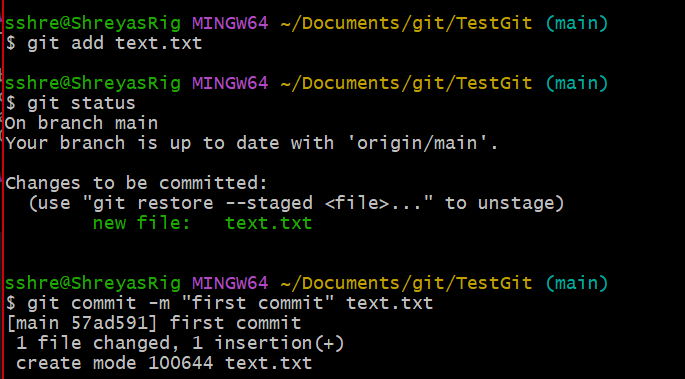 sshre@ShreyasRig MINGW64 ~/Documents/git/TestGit (main)
$ git add text.txt
sshre@ShreyasRig MINGW64 ~/Documents/git/TestGit (main)
$ git status
On branch main
Your branch is up to date with 'origin/main'.
Changes to be committed:
  (use "git restore --staged <file>..." to unstage)
        new file:   text.txt
sshre@ShreyasRig MINGW64 ~/Documents/git/TestGit (main)
$ git commit -m "first commit" text.txt
[main 57ad591] first commit
 1 file changed, 1 insertion(+)
 create mode 100644 text.txt